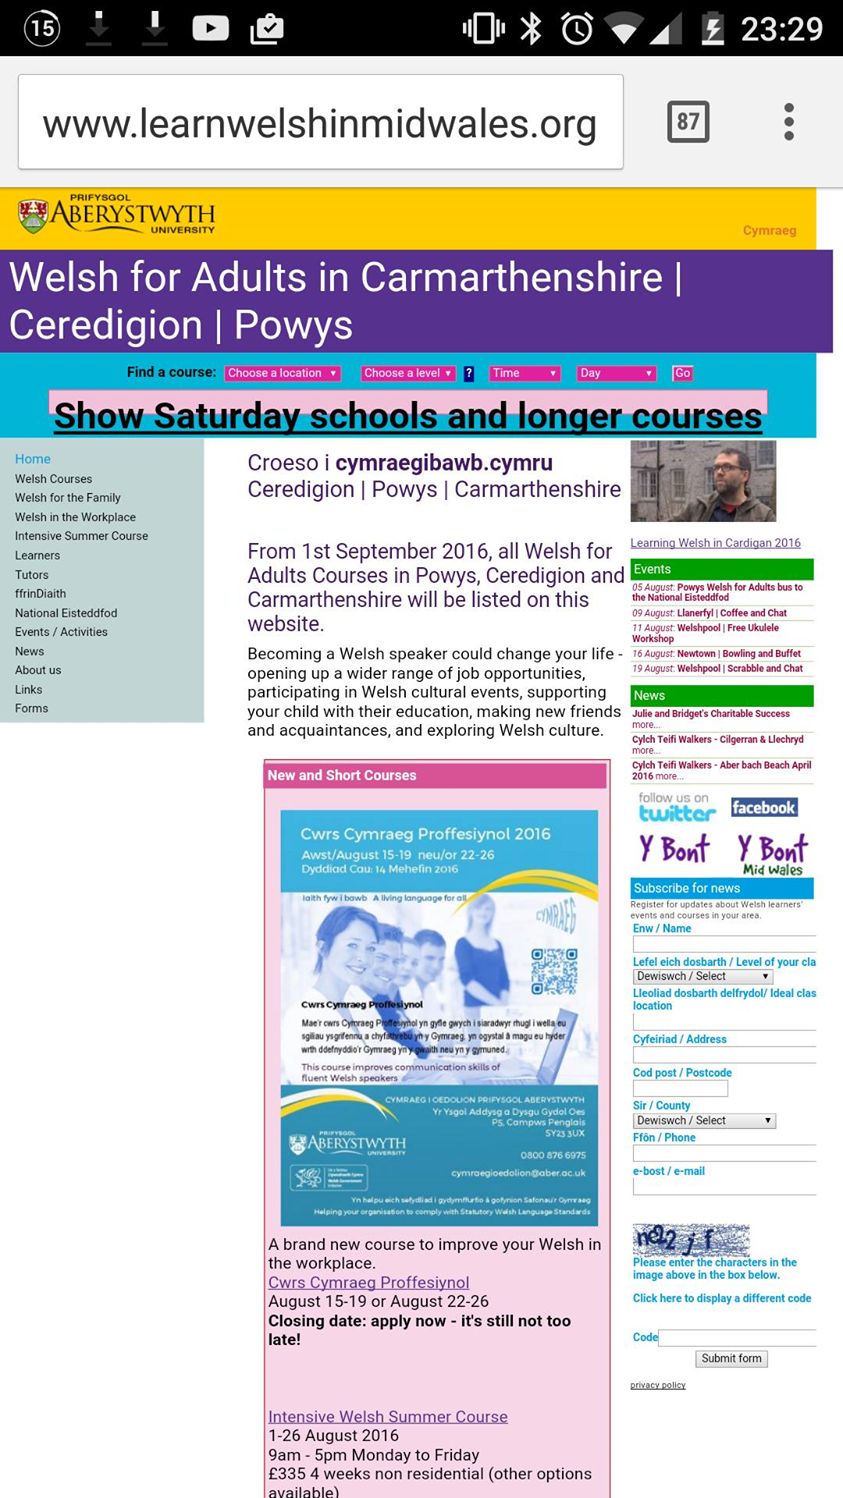 15
23:29
www.learnwelshinmidwales.org
87
PRIFYSGOL
ABERYSTWYTH
UNIVERSITY
Cymraeg
Welsh for Adults in Carmarthenshire |
Ceredigion | Powys
Find a course: Choose a location Choose a level ? Time Day Go
Show Saturday schools and longer courses
Home
Welsh Courses
Welsh for the Family
Welsh in the Workplace
Intensive Summer Course
Learners
Tutors
ffrinDiaith
National Eisteddfod
Events / Activities
News
About us
Links
Forms
Croeso i cymraegibawb.cymru
Ceredigion | Powys | Carmarthenshire
From 1st September 2016, all Welsh for
Adults Courses in Powys, Ceredigion and
Carmarthenshire will be listed on this
website.
Becoming a Welsh speaker could change your life -
opening up a wider range of job opportunities,
participating in Welsh cultural events, supporting
your child with their education, making new friends
and acquaintances, and exploring Welsh culture.
New and Short Courses
Cwrs Cymraeg Proffesiynol 2016
Awst/August 15-19 neu/or 22-26
Dyddiad Cau: 14 Mehefin 2016
Iaith fyw i bawb A living language for all
CYMRAEG
Cwrs Cymraeg Proffesiynol
Mae'r cwrs Cymraeg Proffesiynol yn gyfle gwych i siaradwyr rhugl i wella eu
sgiliau ysgrifennu a chyfathrebu yn y Gymraeg, yn ogystal â magu eu hyder
wrth ddefnyddio'r Gymraeg yn y gwaith neu yn y gymuned.
This course improves communication skills of
fluent Welsh speakers
CYMRAEG I OEDOLION PRIFYSGOL ABERYSTWYTH
Yr Ysgol Addysg a Dysgu Gydol Oes
P5, Campws Penglais
SY23 3UX
PRIFYSGOL
ABERYSTWYTH
UNIVERSITY
0800 876 6975
cymraegioedolion@aber.ac.uk
Yn helpu eich sefydliad i gydymffurfio â gofynion Safonau'r Gymraeg
Helping your organisation to comply with Statutory Welsh Language Standards
A brand new course to improve your Welsh in
the workplace.
Cwrs Cymraeg Proffesiynol
August 15-19 or August 22-26
Closing date: apply now - it's still not too
late!
Intensive Welsh Summer Course
1-26 August 2016
9am - 5pm Monday to Friday
£335 4 weeks non residential (other options
available)
Learning Welsh in Cardigan 2016
Events
05 August: Powys Welsh for Adults bus to
the National Eisteddfod
09 August: Llanerfyl | Coffee and Chat
11 August: Welshpool | Free Ukulele
Workshop
16 August: Newtown | Bowling and Buffet
19 August: Welshpool | Scrabble and Chat
News
Julie and Bridget's Charitable Success
more...
Cylch Teifi Walkers - Cilgerran & Llechryd
more...
Cylch Teifi Walkers - Aber bach Beach April
2016 more...
follow us on
twitter
facebook
Y Bont
Y Bont
Mid Wales
Subscribe for news
Register for updates about Welsh learners'
events and courses in your area.
Enw / Name
Lefel eich dosbarth / Level of your cla
Dewiswch / Select
Lleoliad dosbarth delfrydol/ Ideal clas
location
Cyfeiriad / Address
Cod post / Postcode
Sir / County
Dewiswch / Select
Ffôn / Phone
e-bost / e-mail
Please enter the characters in the
image above in the box below.
Click here to display a different code
Code
Submit form
privacy policy